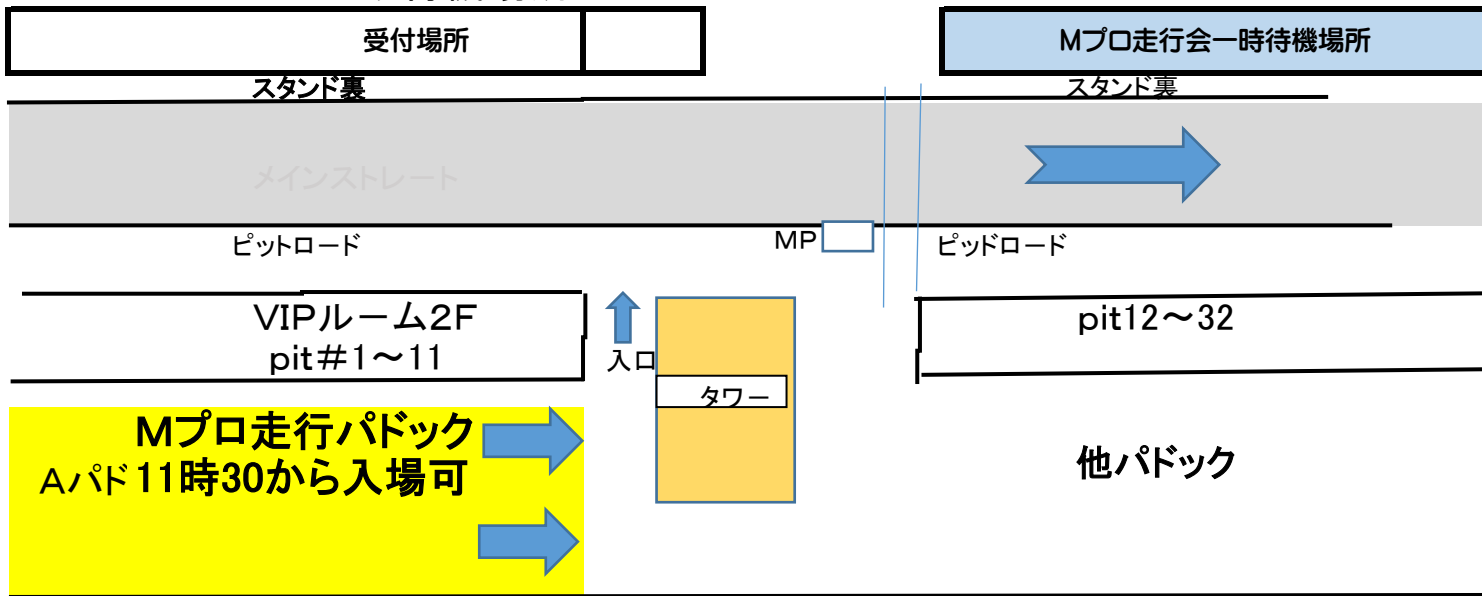 受付場所
Mプロ走行会一時待機場所
スタンド裏
スタンド裏
メインストレート
ピットロード
MP
ピッドロード
VIPルーム2F
pit#1～11
入口
pit12～32
タワー
Mプロ走行パドック
Aパド11時30から入場可
他パドック